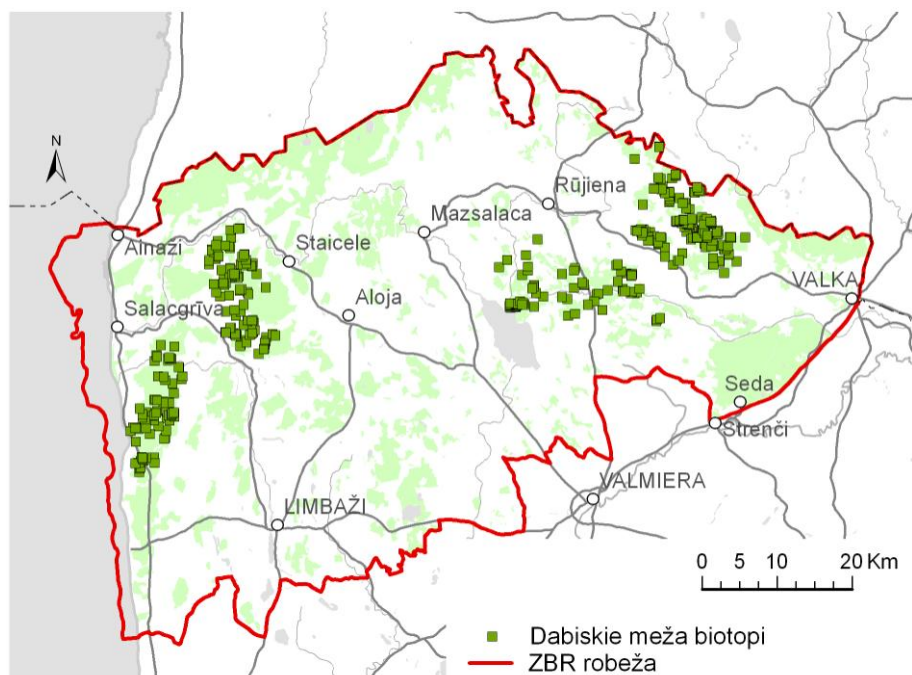 N
Rūjiena
Mazsalaca
Ainaži
Staicele
VALKA
Aloja
Salacgrīva
Seda
Strenči
VALMIERA
LIMBAŽI
0 5 10 20 Km
Dabiskie meža biotopi
ZBR robeža